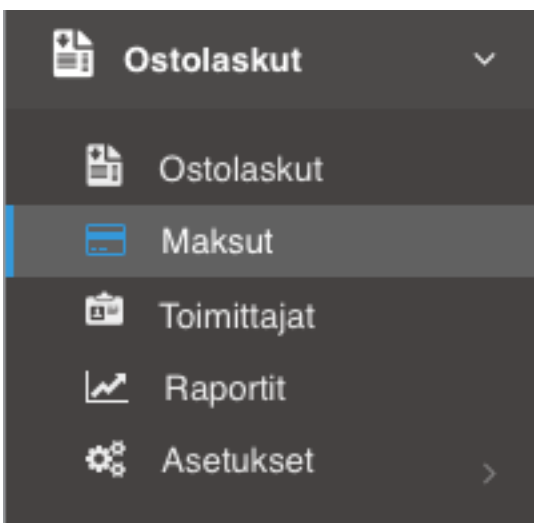 Ostolaskut
Ostolaskut
Maksut
Toimittajat
Raportit
Asetukset